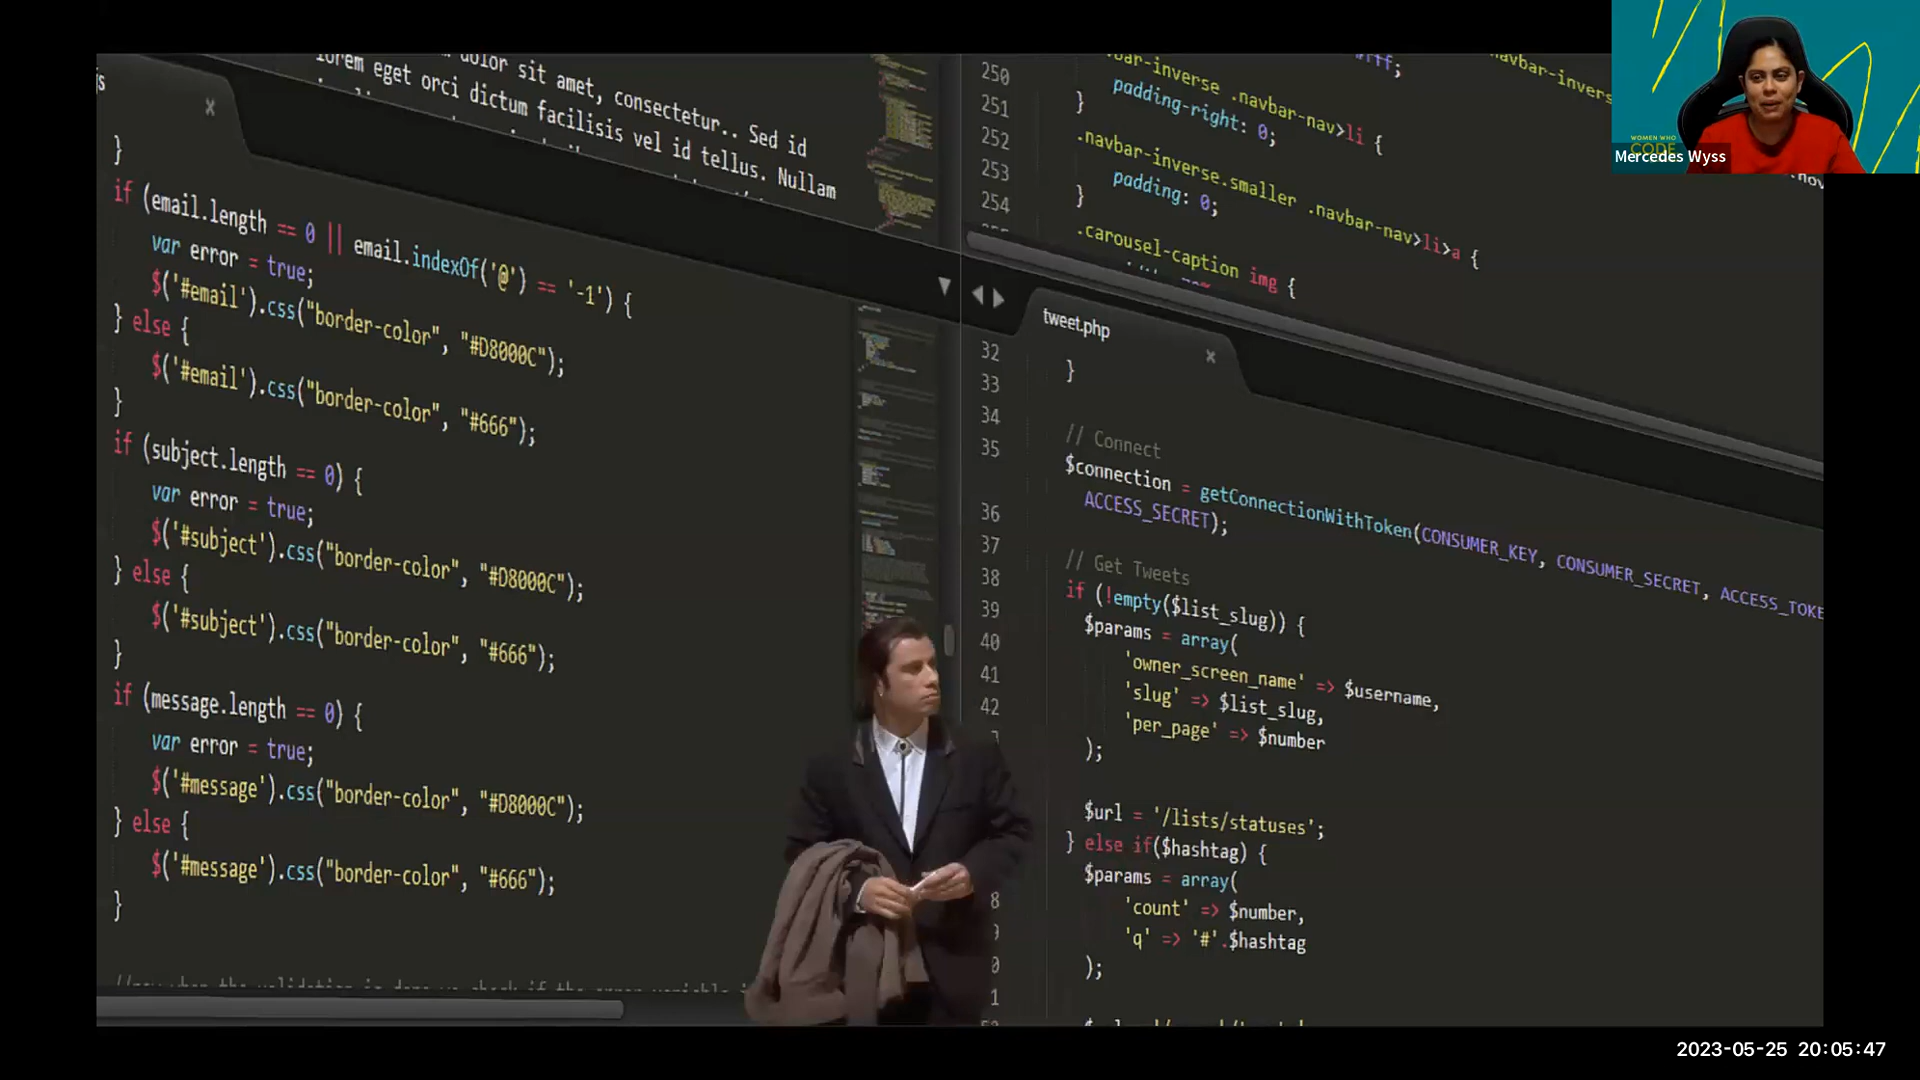 js
dolor sit amet, consectetur.. Sed id
lorem eget orci dictum facilisis vel id tellus. Nullam
}
if (email.length == 0 || email.indexOf('@') == '-1') {
var error = true;
$('#email').css("border-color", "#D8000C");
} else {
$('#email').css("border-color", "#666");
}
if (subject.length == 0) {
var error = true;
$('#subject').css("border-color", "#D8000C");
} else {
$('#subject').css("border-color", "#666");
}
if (message.length == 0) {
var error = true;
$('#message').css("border-color", "#D8000C");
} else {
$('#message').css("border-color", "#666");
}
250
251
252
253
254
bar-inverse .navbar-nav>li {
padding-right: 0;
}
.navbar-inverse.smaller .navbar-nav>li>a {
padding: 0;
}
.carousel-caption img {
navbar-invers
tweet.php
32
33 }
34
35 // Connect
$connection = getConnectionWithToken(CONSUMER_KEY, CONSUMER_SECRET, ACCESS_TOKE
ACCESS_SECRET);
36
37 // Get Tweets
38 if (!empty($list_slug)) {
39 $params = array(
40 'owner_screen_name' => $username,
41 'slug' => $list_slug,
42 'per_page' => $number
);
$url = '/lists/statuses';
} else if($hashtag) {
$params = array(
'count' => $number,
'q' => '#'.$hashtag
);
WOMEN WHO
CODE
Mercedes Wyss
2023-05-25 20:05:47